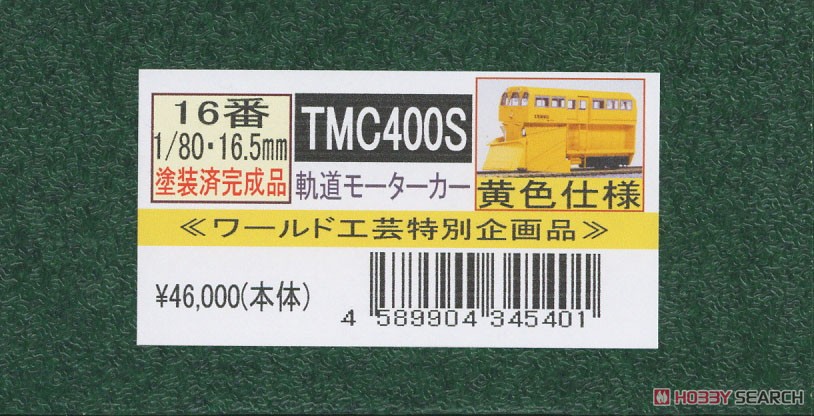 16番
1/80・16.5mm
塗装済完成品
TMC400S
軌道モーターカー
黄色仕様
≪ワールド工芸特別企画品≫
¥46,000(本体)
4 589904 345401
HOBBY SEARCH